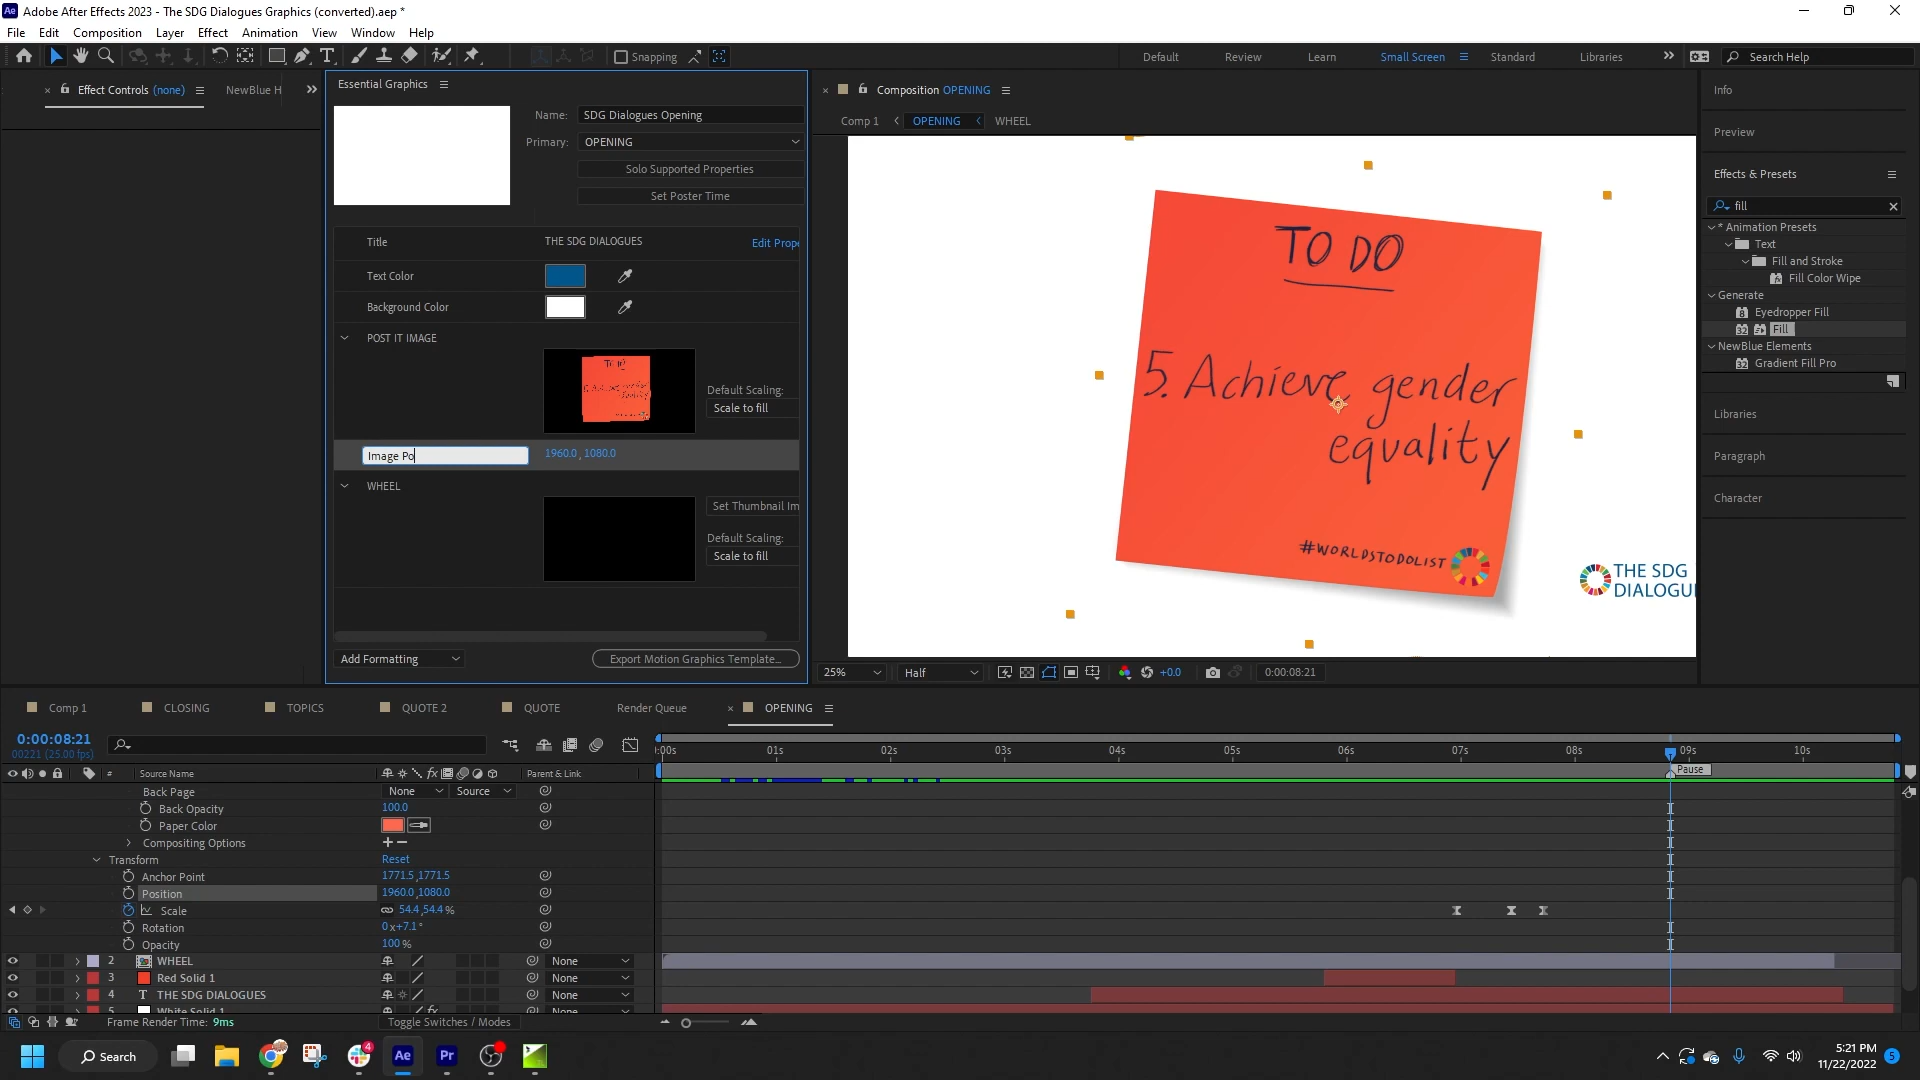 Adobe After Effects 2023 - The SDG Dialogues Graphics (converted).aep *
File Edit Composition Layer Effect Animation View Window Help
Snapping
Default Review Learn Small Screen Standard Libraries
Search Help
Effect Controls (none)
NewBlue H
Essential Graphics
Name: SDG Dialogues Opening
Primary: OPENING
Solo Supported Properties
Set Poster Time
Title THE SDG DIALOGUES Edit Prope
Text Color
Background Color
POST IT IMAGE
Default Scaling:
Scale to fill
Image Po 1960.0, 1080.0
WHEEL
Set Thumbnail Im
Default Scaling:
Scale to fill
Add Formatting
Export Motion Graphics Template...
Composition OPENING
Comp 1 OPENING WHEEL
TO DO
5. Achieve gender
equality
#WORLDSTODOLIST
THE SDG
DIALOGU
25% Half +0.0 0:00:08:21
Info
Preview
Effects & Presets
fill
* Animation Presets
Text
Fill and Stroke
Fill Color Wipe
Generate
Eyedropper Fill
Fill
NewBlue Elements
Gradient Fill Pro
Libraries
Paragraph
Character
Comp 1 CLOSING TOPICS QUOTE 2 QUOTE Render Queue OPENING
0:00:08:21
00221 (25.00 fps)
:00s 01s 02s 03s 04s 05s 06s 07s 08s 09s 10s
Pause
# Source Name Parent & Link
Back Page None Source
Back Opacity 100.0
Paper Color
Compositing Options
Transform Reset
Anchor Point 1771.5,1771.5
Position 1960.0,1080.0
Scale 54.4,54.4%
Rotation 0x+7.1°
Opacity 100%
2 WHEEL None
3 Red Solid 1 None
4 THE SDG DIALOGUES None
5 White Solid 1 None
Frame Render Time: 9ms
Toggle Switches / Modes
Search
4
5:21 PM
11/22/2022
5